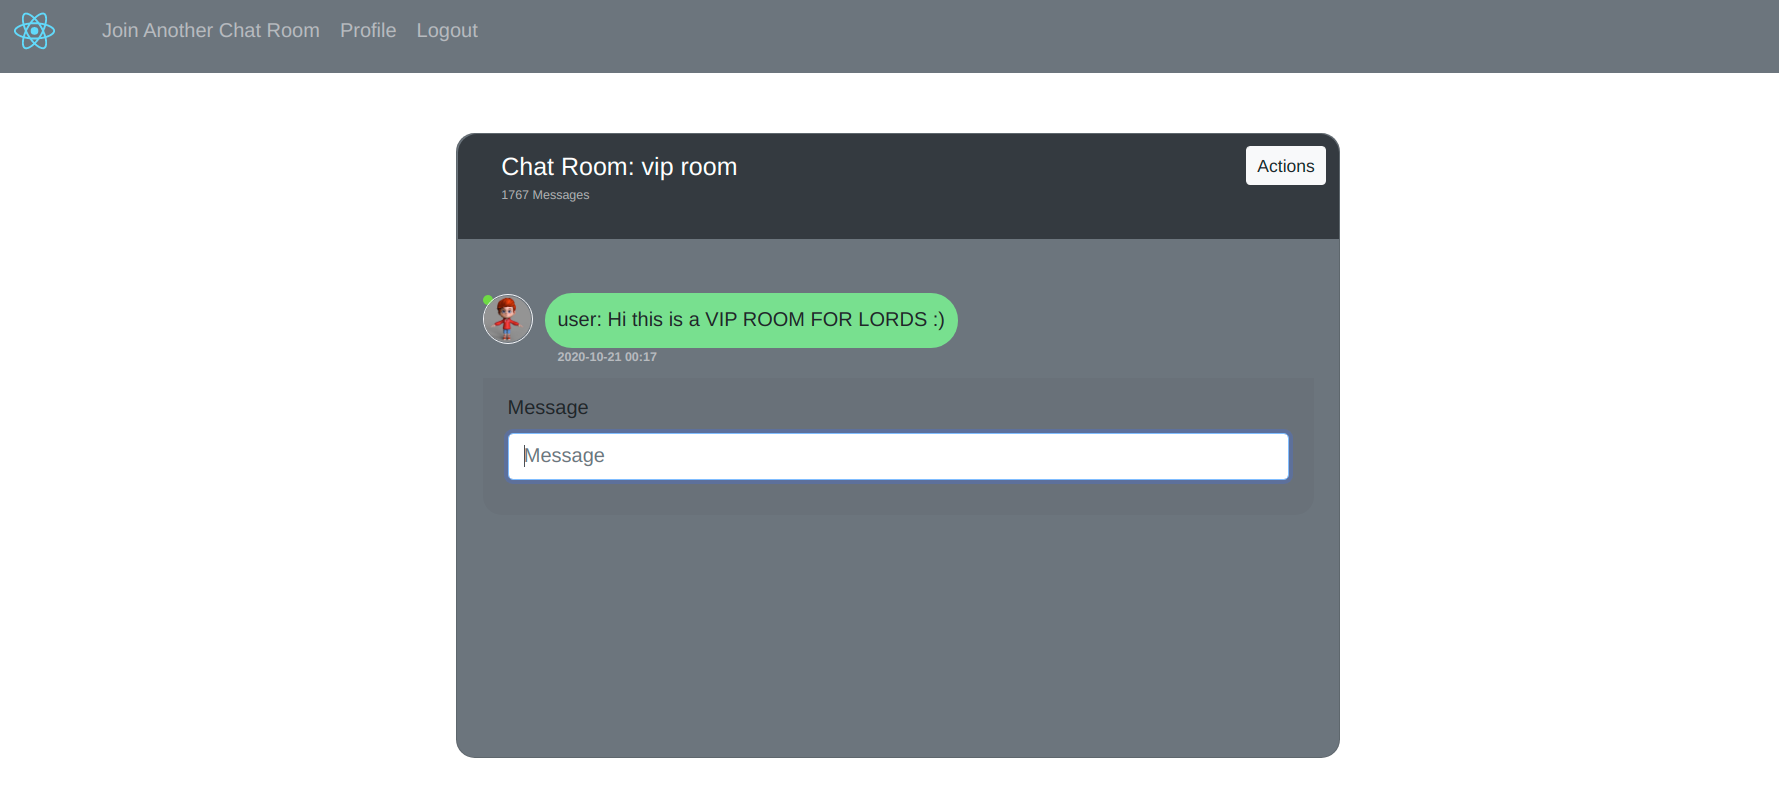 Join Another Chat Room Profile Logout
Chat Room: vip room
Actions
1767 Messages
user: Hi this is a VIP ROOM FOR LORDS :)
2020-10-21 00:17
Message
Message